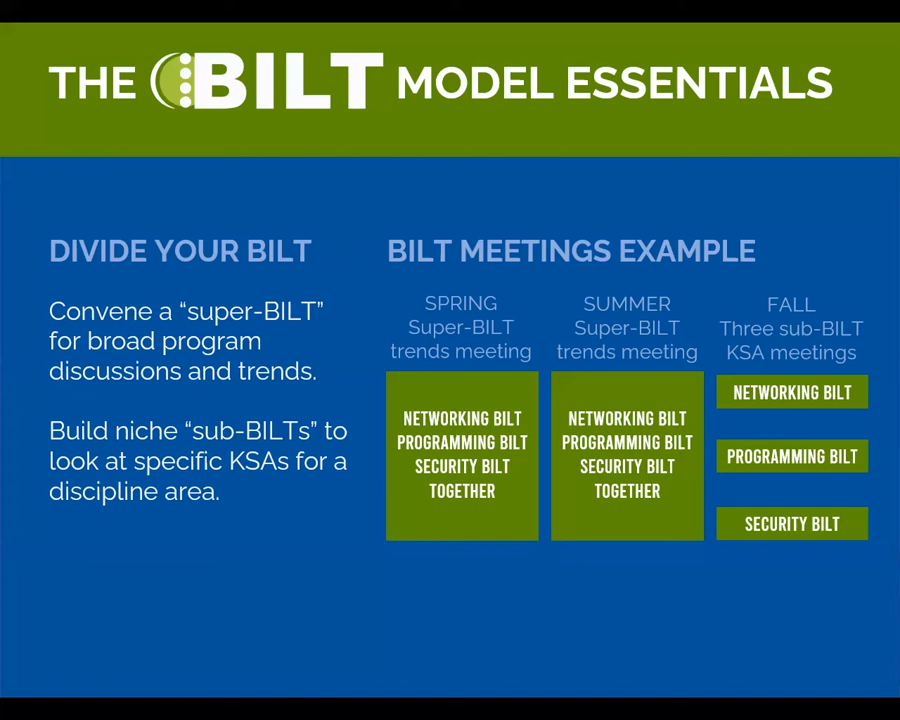 THE BILT MODEL ESSENTIALS
DIVIDE YOUR BILT
Convene a “super-BILT”
for broad program
discussions and trends.
Build niche “sub-BILTs” to
look at specific KSAs for a
discipline area.
BILT MEETINGS EXAMPLE
SPRING
Super-BILT
trends meeting
NETWORKING BILT
PROGRAMMING BILT
SECURITY BILT
TOGETHER
SUMMER
Super-BILT
trends meeting
NETWORKING BILT
PROGRAMMING BILT
SECURITY BILT
TOGETHER
FALL
Three sub-BILT
KSA meetings
NETWORKING BILT
PROGRAMMING BILT
SECURITY BILT